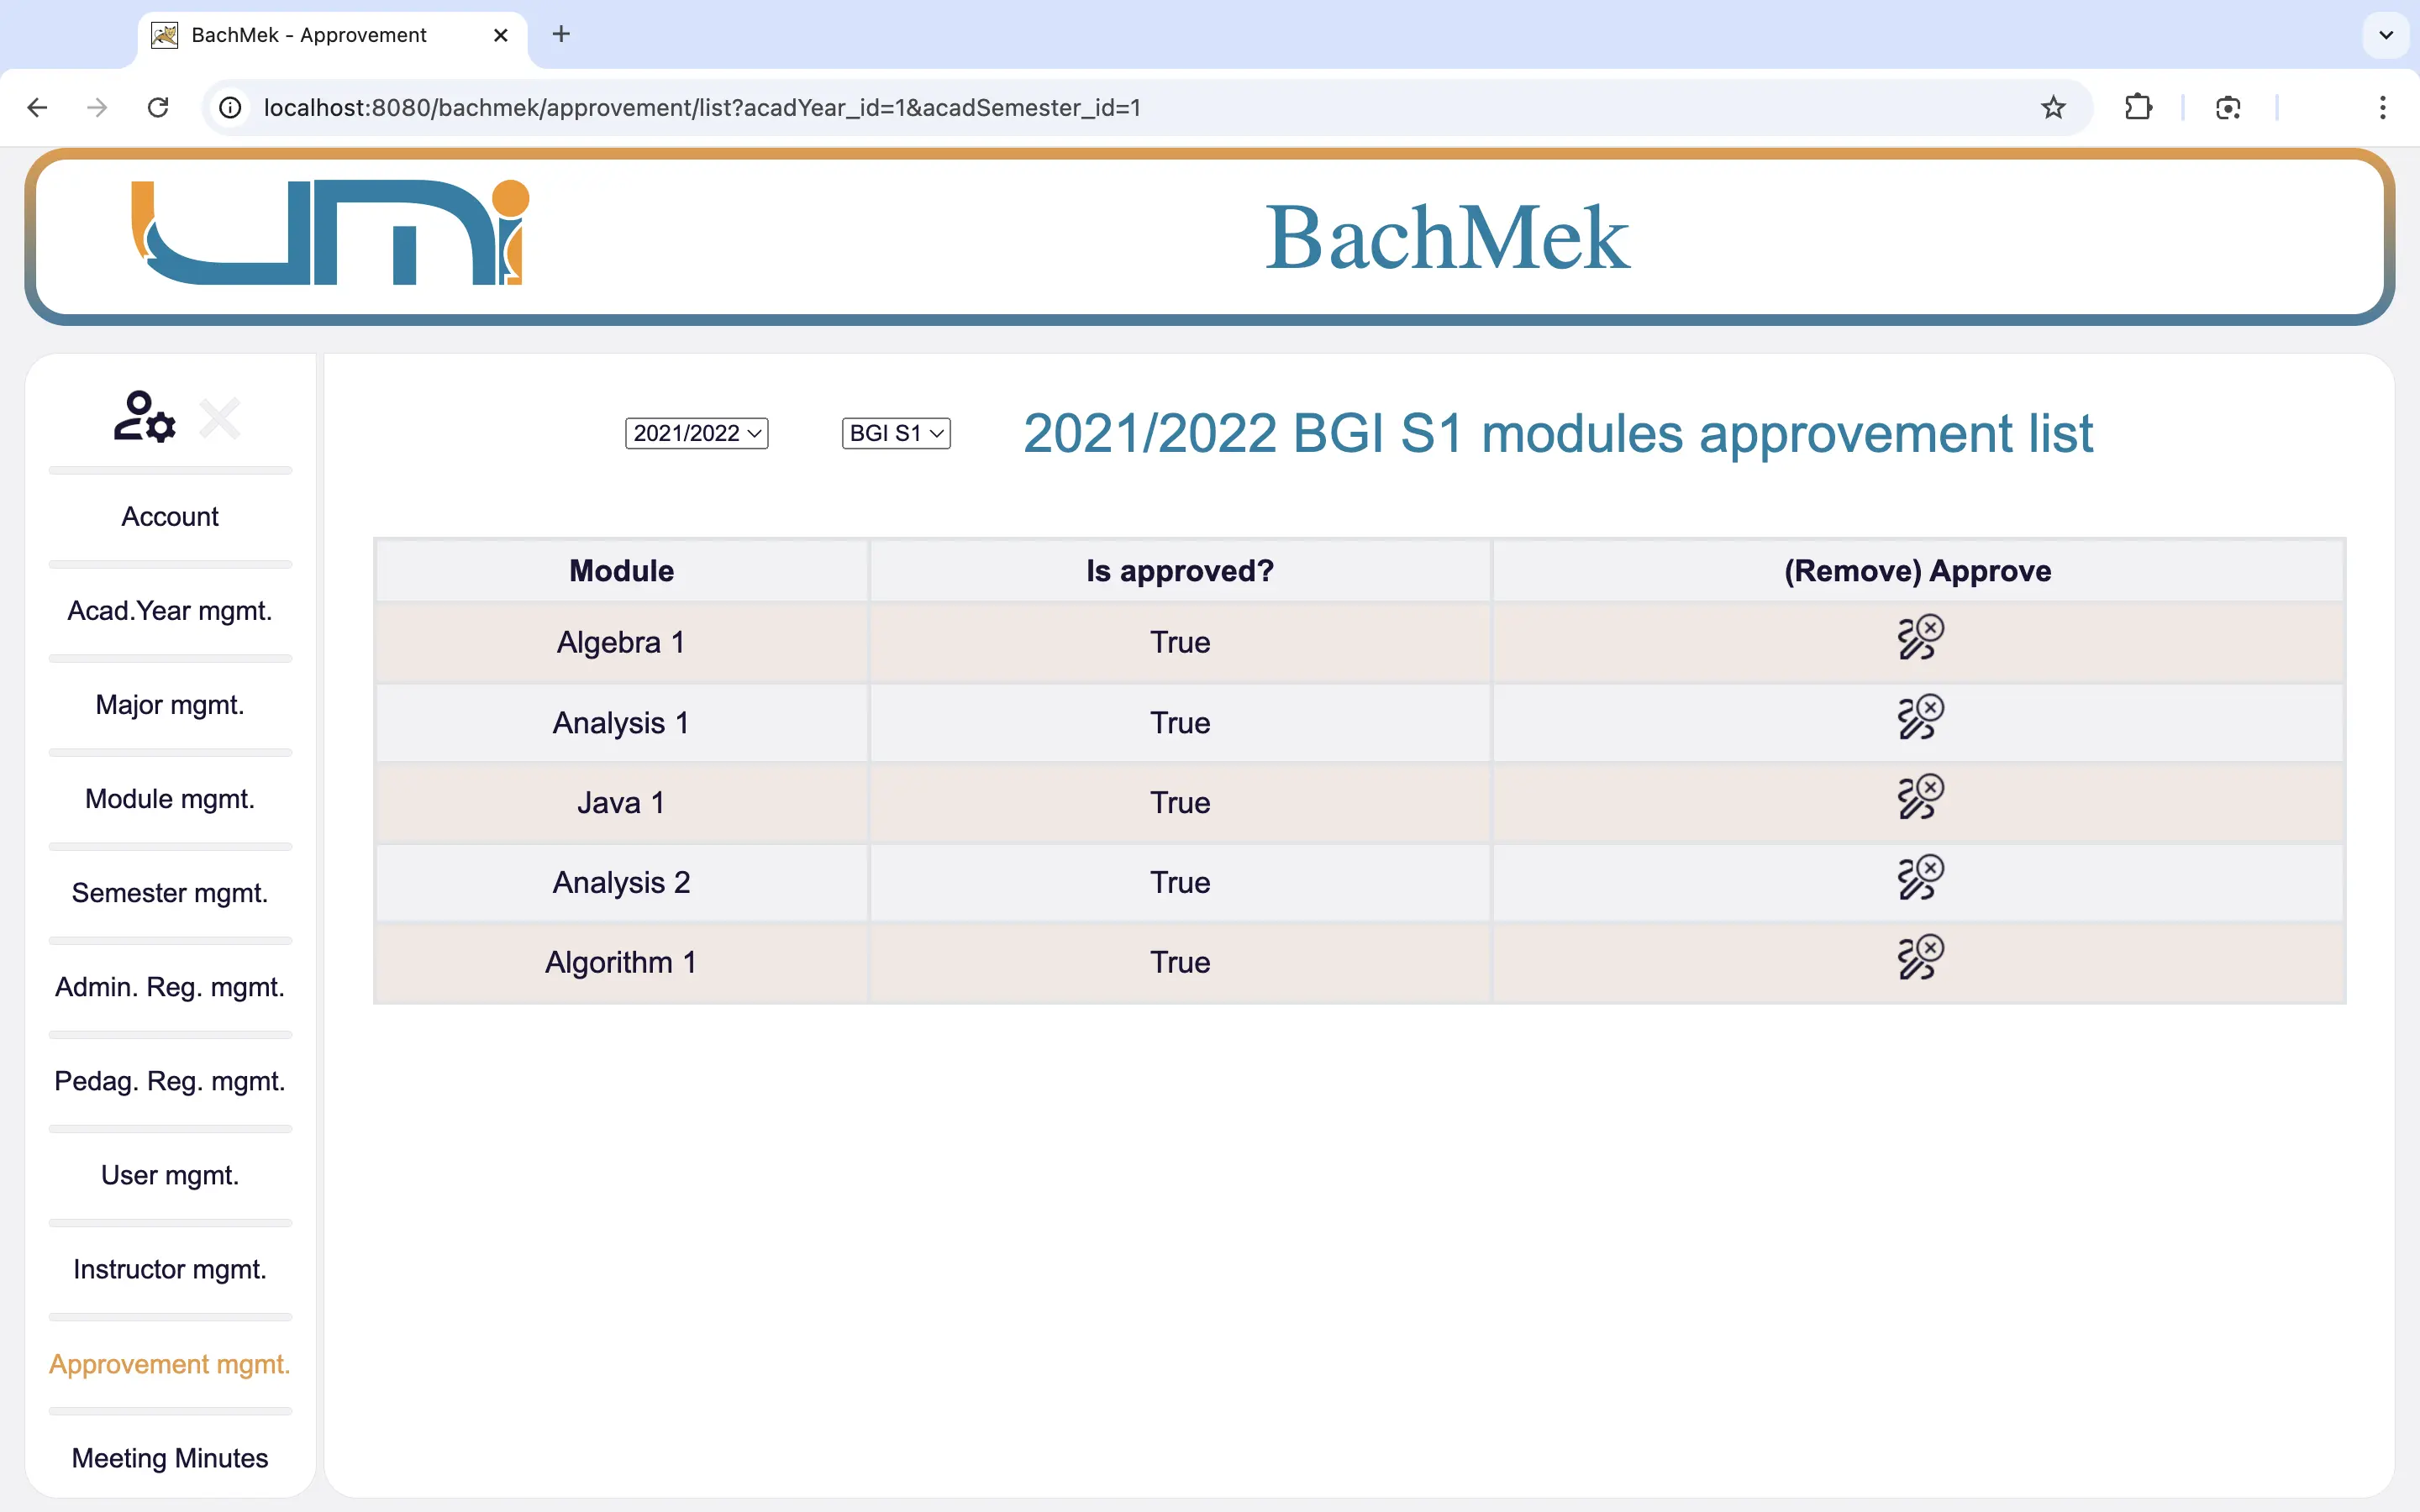 BachMek - Approvement
localhost:8080/bachmek/approvement/list?acadYear_id=1&acadSemester_id=1
umi
BachMek
Account
Acad.Year mgmt.
Major mgmt.
Module mgmt.
Semester mgmt.
Admin. Reg. mgmt.
Pedag. Reg. mgmt.
User mgmt.
Instructor mgmt.
Approvement mgmt.
Meeting Minutes
2021/2022 BGI S1 2021/2022 BGI S1 modules approvement list
Module Is approved? (Remove) Approve
Algebra 1 True
Analysis 1 True
Java 1 True
Analysis 2 True
Algorithm 1 True